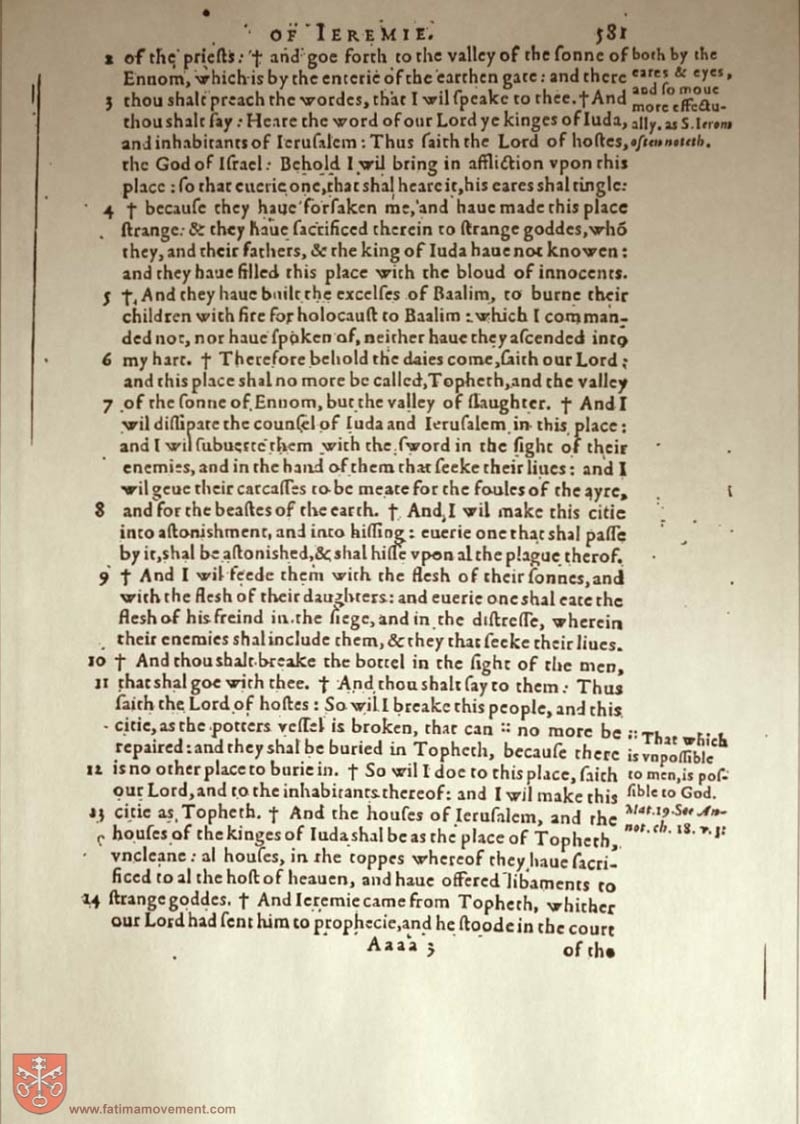 OF IEREMIE. 581
2 of the prieſts: † and goe forth to the valley of the ſonne of
Ennom, which is by the enterie of the earthen gate: and there
3 thou shalt preach the wordes, that I wil ſpeake to thee. † And
thou shalt ſay: Heare the word of our Lord ye kinges of Iuda,
and inhabitants of Ieruſalem: Thus ſaith the Lord of hoſtes,
the God of Iſrael: Behold I wil bring in affliction vpon this
place: ſo that euerie one, that shal heare it, his eares shal tingle:
4 † becauſe they haue forſaken me, and haue made this place
ſtrange: & they haue ſacrificed therein to ſtrange goddes, whō
they, and their fathers, & the king of Iuda haue not knowen:
and they haue filled this place with the bloud of innocents.
5 †, And they haue built the excelſes of Baalim, to burne their
children with fire for holocauſt to Baalim: which I comman-
ded not, nor haue ſpoken of, neither haue they aſcended into
6 my hart. † Therefore behold the daies come, ſaith our Lord:
and this place shal no more be called, Topheth, and the valley
7 of the ſonne of Ennom, but the valley of ſlaughter. † And I
wil diſſipate the counſel of Iuda and Ieruſalem in this place:
and I wil ſubuerte them with the ſword in the ſight of their
enemies, and in the hand of them that ſeeke their liues: and I
wil geue their carcaſſes to be meate for the foules of the ayre,
8 and for the beaſtes of the earth. † And I wil make this citie
into aſtonishment, and into hiſſing: euerie one that shal paſſe
by it, shal be aſtonished, & shal hiſſe vpon al the plague therof.
9 † And I wil feede them with the flesh of their ſonnes, and
with the flesh of their daughters: and euerie one shal eate the
flesh of his freind in the ſiege, and in the diſtreſſe, wherein
their enemies shal include them, & they that ſeeke their liues.
10 † And thou shalt breake the bottel in the ſight of the men,
11 that shal goe with thee. † And thou shalt ſay to them: Thus
ſaith the Lord of hoſtes: So wil I breake this people, and this
citie, as the potters veſſel is broken, that can :: no more be
repaired: and they shal be buried in Topheth, becauſe there
12 is no other place to burie in. † So wil I doe to this place, ſaith
our Lord, and to the inhabitants thereof: and I wil make this
13 citie as Topheth. † And the houſes of Ieruſalem, and the
houſes of the kinges of Iuda shal be as the place of Topheth,
vncleane: al houſes, in the toppes whereof they haue ſacri-
ficed to al the hoſt of heauen, and haue offered libaments to
14 ſtrange goddes. † And Ieremie came from Topheth, whither
our Lord had ſent him to prophecie, and he ſtoode in the court
Aaaa 3 of the
both by the
eares & eyes,
and ſo moue
more effectu-
ally. as S. Ierom
often noteth.
:: That which
is vnpoſſible
to men, is poſ-
ſible to God.
Mat. 19. See An-
not. ch. 18. v.
www.fatimamovement.com